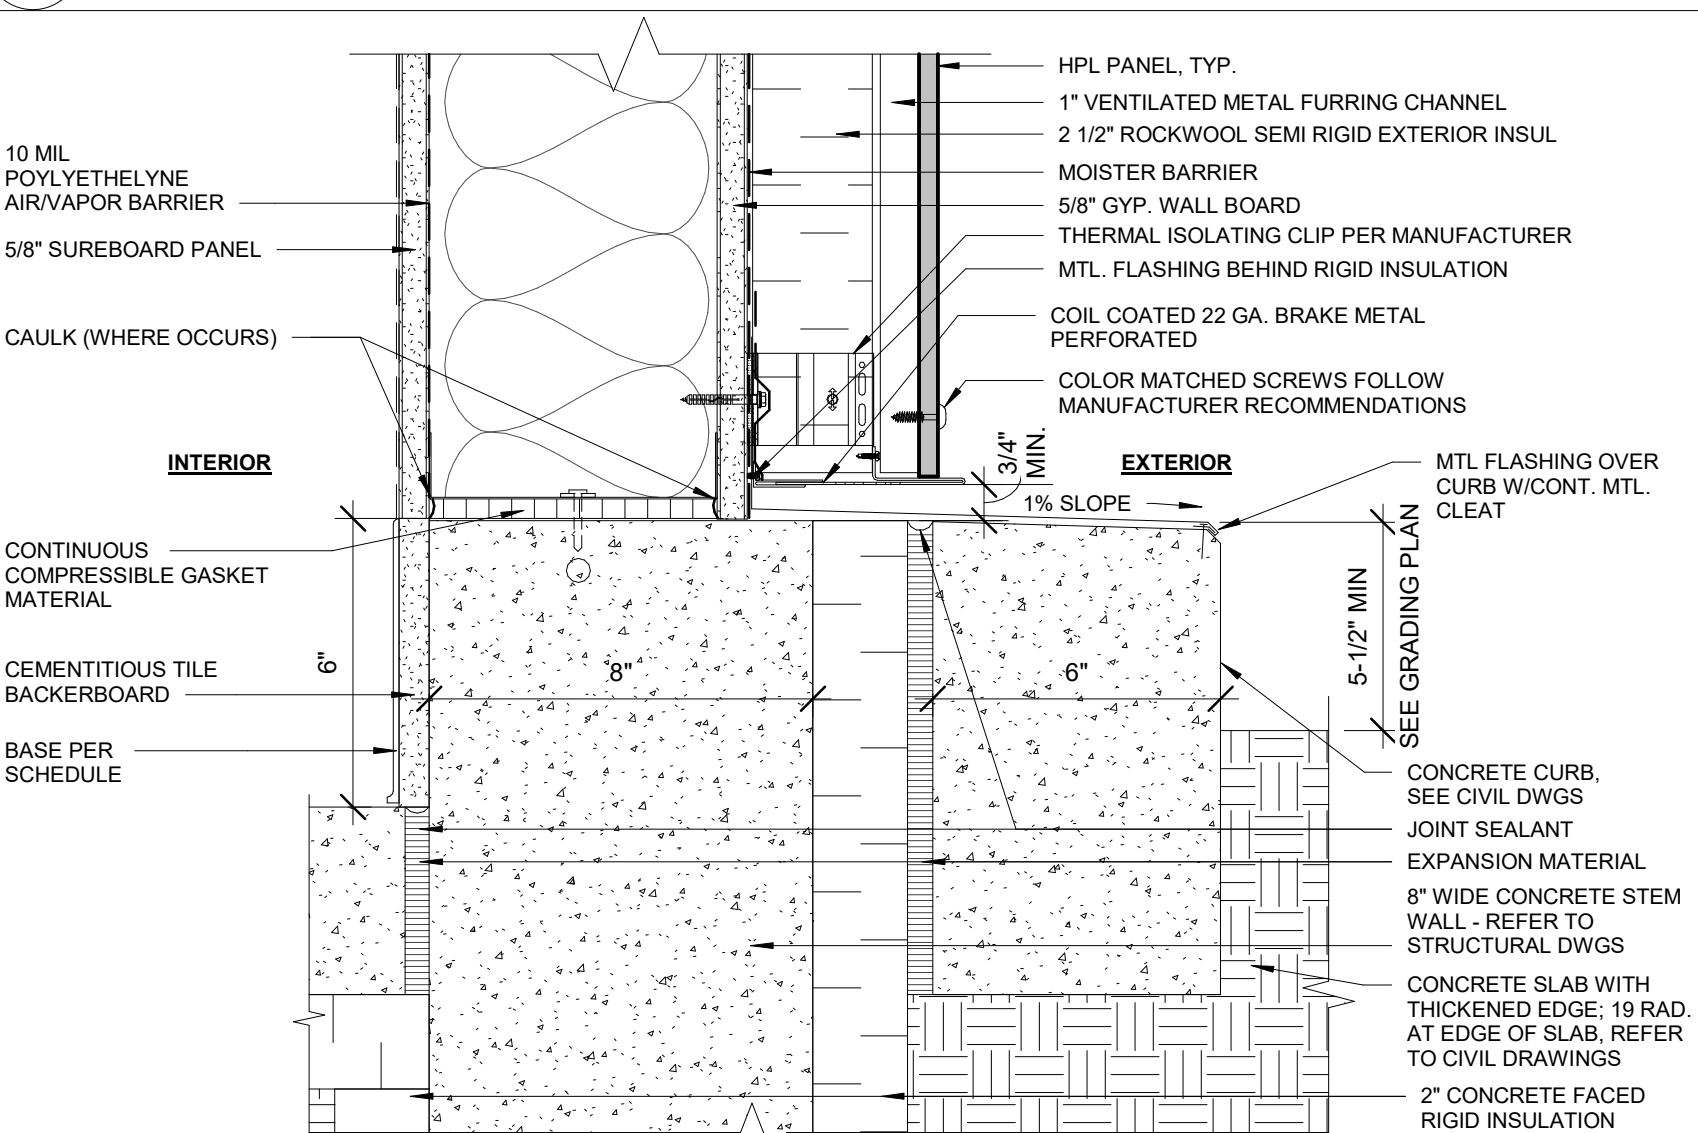 10 MIL
POYLYETHELYNE
AIR/VAPOR BARRIER
5/8" SUREBOARD PANEL
CAULK (WHERE OCCURS)
INTERIOR
CONTINUOUS
COMPRESSIBLE GASKET
MATERIAL
6"
CEMENTITIOUS TILE
BACKERBOARD
BASE PER
SCHEDULE
8"
6"
HPL PANEL, TYP.
1" VENTILATED METAL FURRING CHANNEL
2 1/2" ROCKWOOL SEMI RIGID EXTERIOR INSUL
MOISTER BARRIER
5/8" GYP. WALL BOARD
THERMAL ISOLATING CLIP PER MANUFACTURER
MTL. FLASHING BEHIND RIGID INSULATION
COIL COATED 22 GA. BRAKE METAL
PERFORATED
COLOR MATCHED SCREWS FOLLOW
MANUFACTURER RECOMMENDATIONS
3/4"
MIN.
EXTERIOR
1% SLOPE
MTL FLASHING OVER
CURB W/CONT. MTL.
CLEAT
5-1/2" MIN
SEE GRADING PLAN
CONCRETE CURB,
SEE CIVIL DWGS
JOINT SEALANT
EXPANSION MATERIAL
8" WIDE CONCRETE STEM
WALL - REFER TO
STRUCTURAL DWGS
CONCRETE SLAB WITH
THICKENED EDGE; 19 RAD.
AT EDGE OF SLAB, REFER
TO CIVIL DRAWINGS
2" CONCRETE FACED
RIGID INSULATION